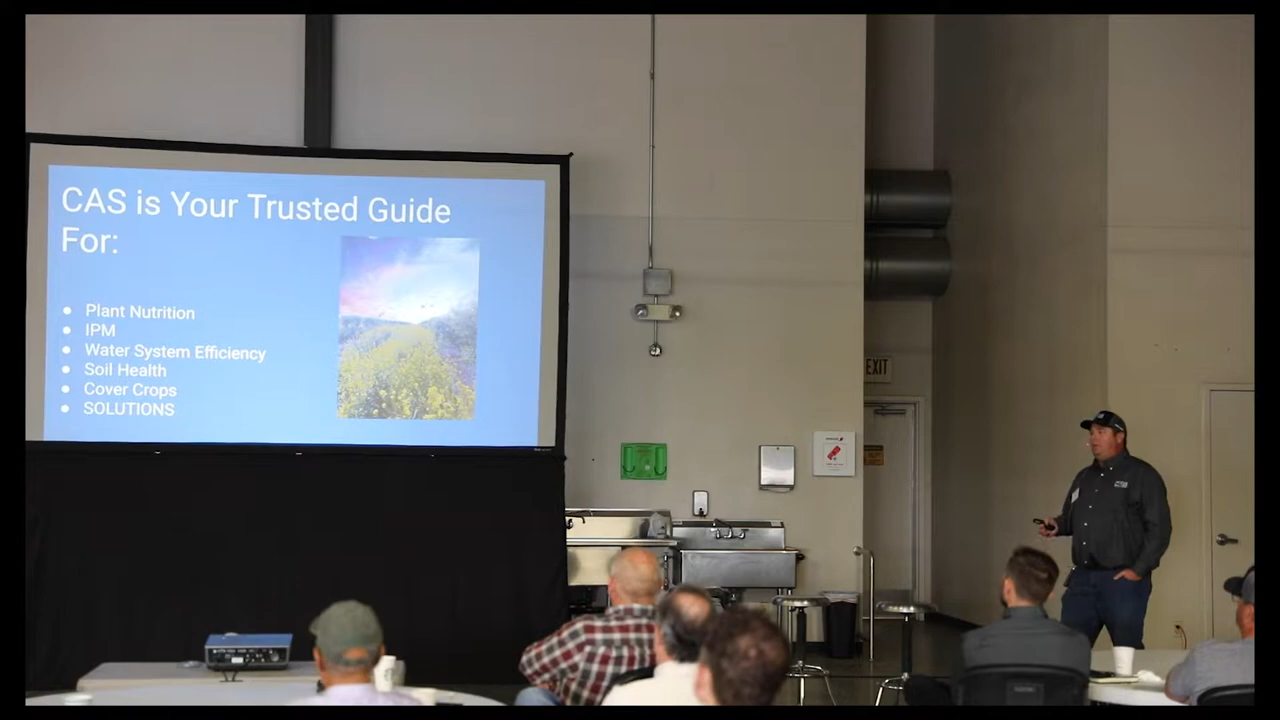 CAS is Your Trusted Guide
For:
● Plant Nutrition
● IPM
● Water System Efficiency
● Soil Health
● Cover Crops
● SOLUTIONS
EXIT